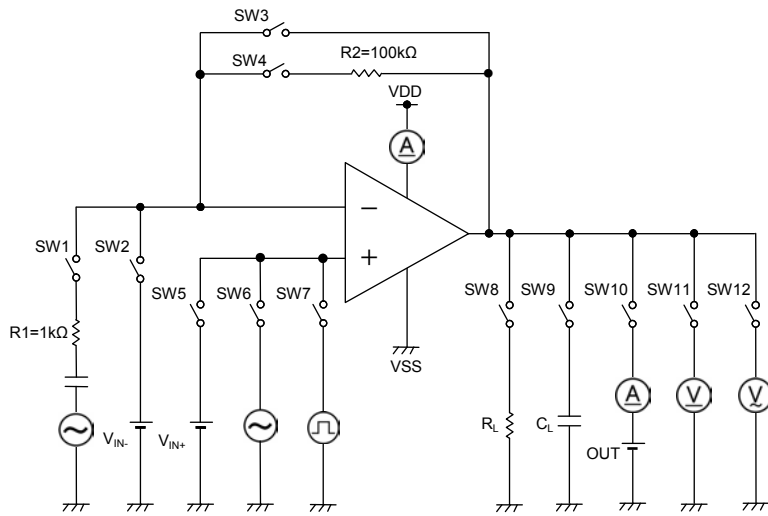 SW3
SW4
R2=100kΩ
VDD
A
−
+
SW1
SW2
SW5
SW6
SW7
SW8
SW9
SW10
SW11
SW12
R1=1kΩ
VSS
A
V
V
VIN-
VIN+
RL
CL
OUT